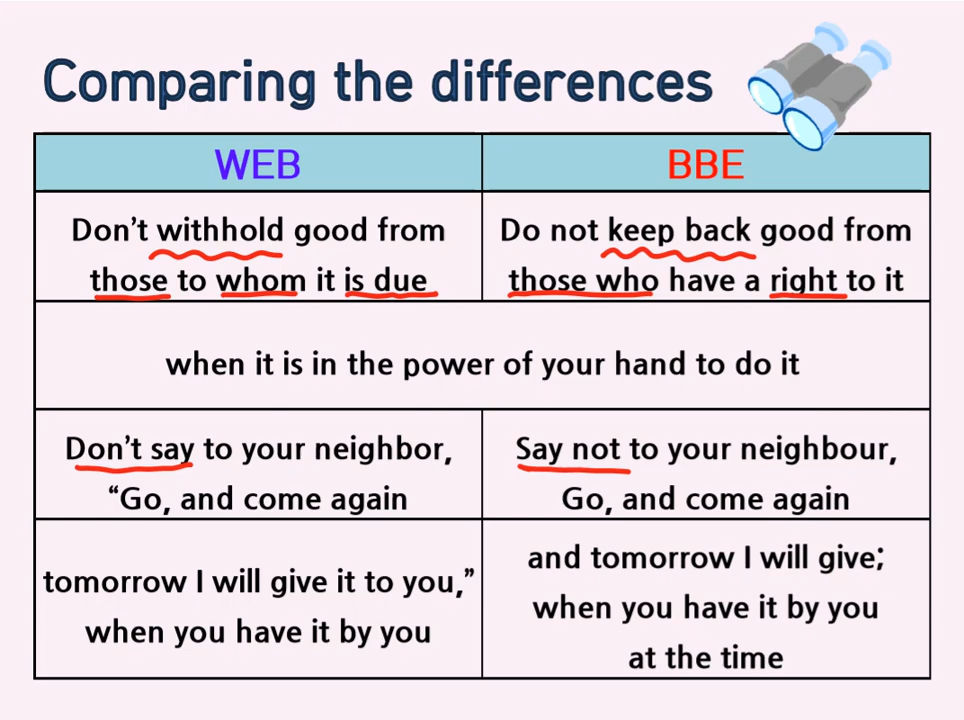 Comparing the differences
WEB
BBE
Don't withhold good from
those to whom it is due
Do not keep back good from
those who have a right to it
when it is in the power of your hand to do it
Don't say to your neighbor,
“Go, and come again
Say not to your neighbour,
Go, and come again
tomorrow I will give it to you,”
when you have it by you
and tomorrow I will give;
when you have it by you
at the time